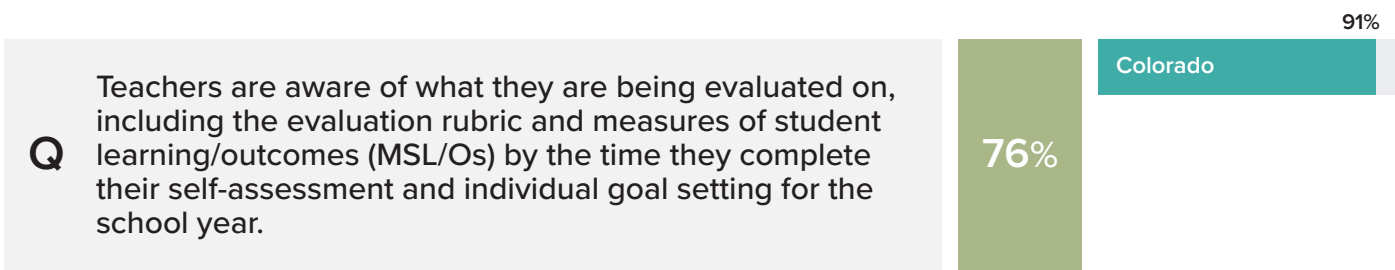 91%
Colorado
Q
Teachers are aware of what they are being evaluated on,
including the evaluation rubric and measures of student
learning/outcomes (MSL/Os) by the time they complete
their self-assessment and individual goal setting for the
school year.
76%